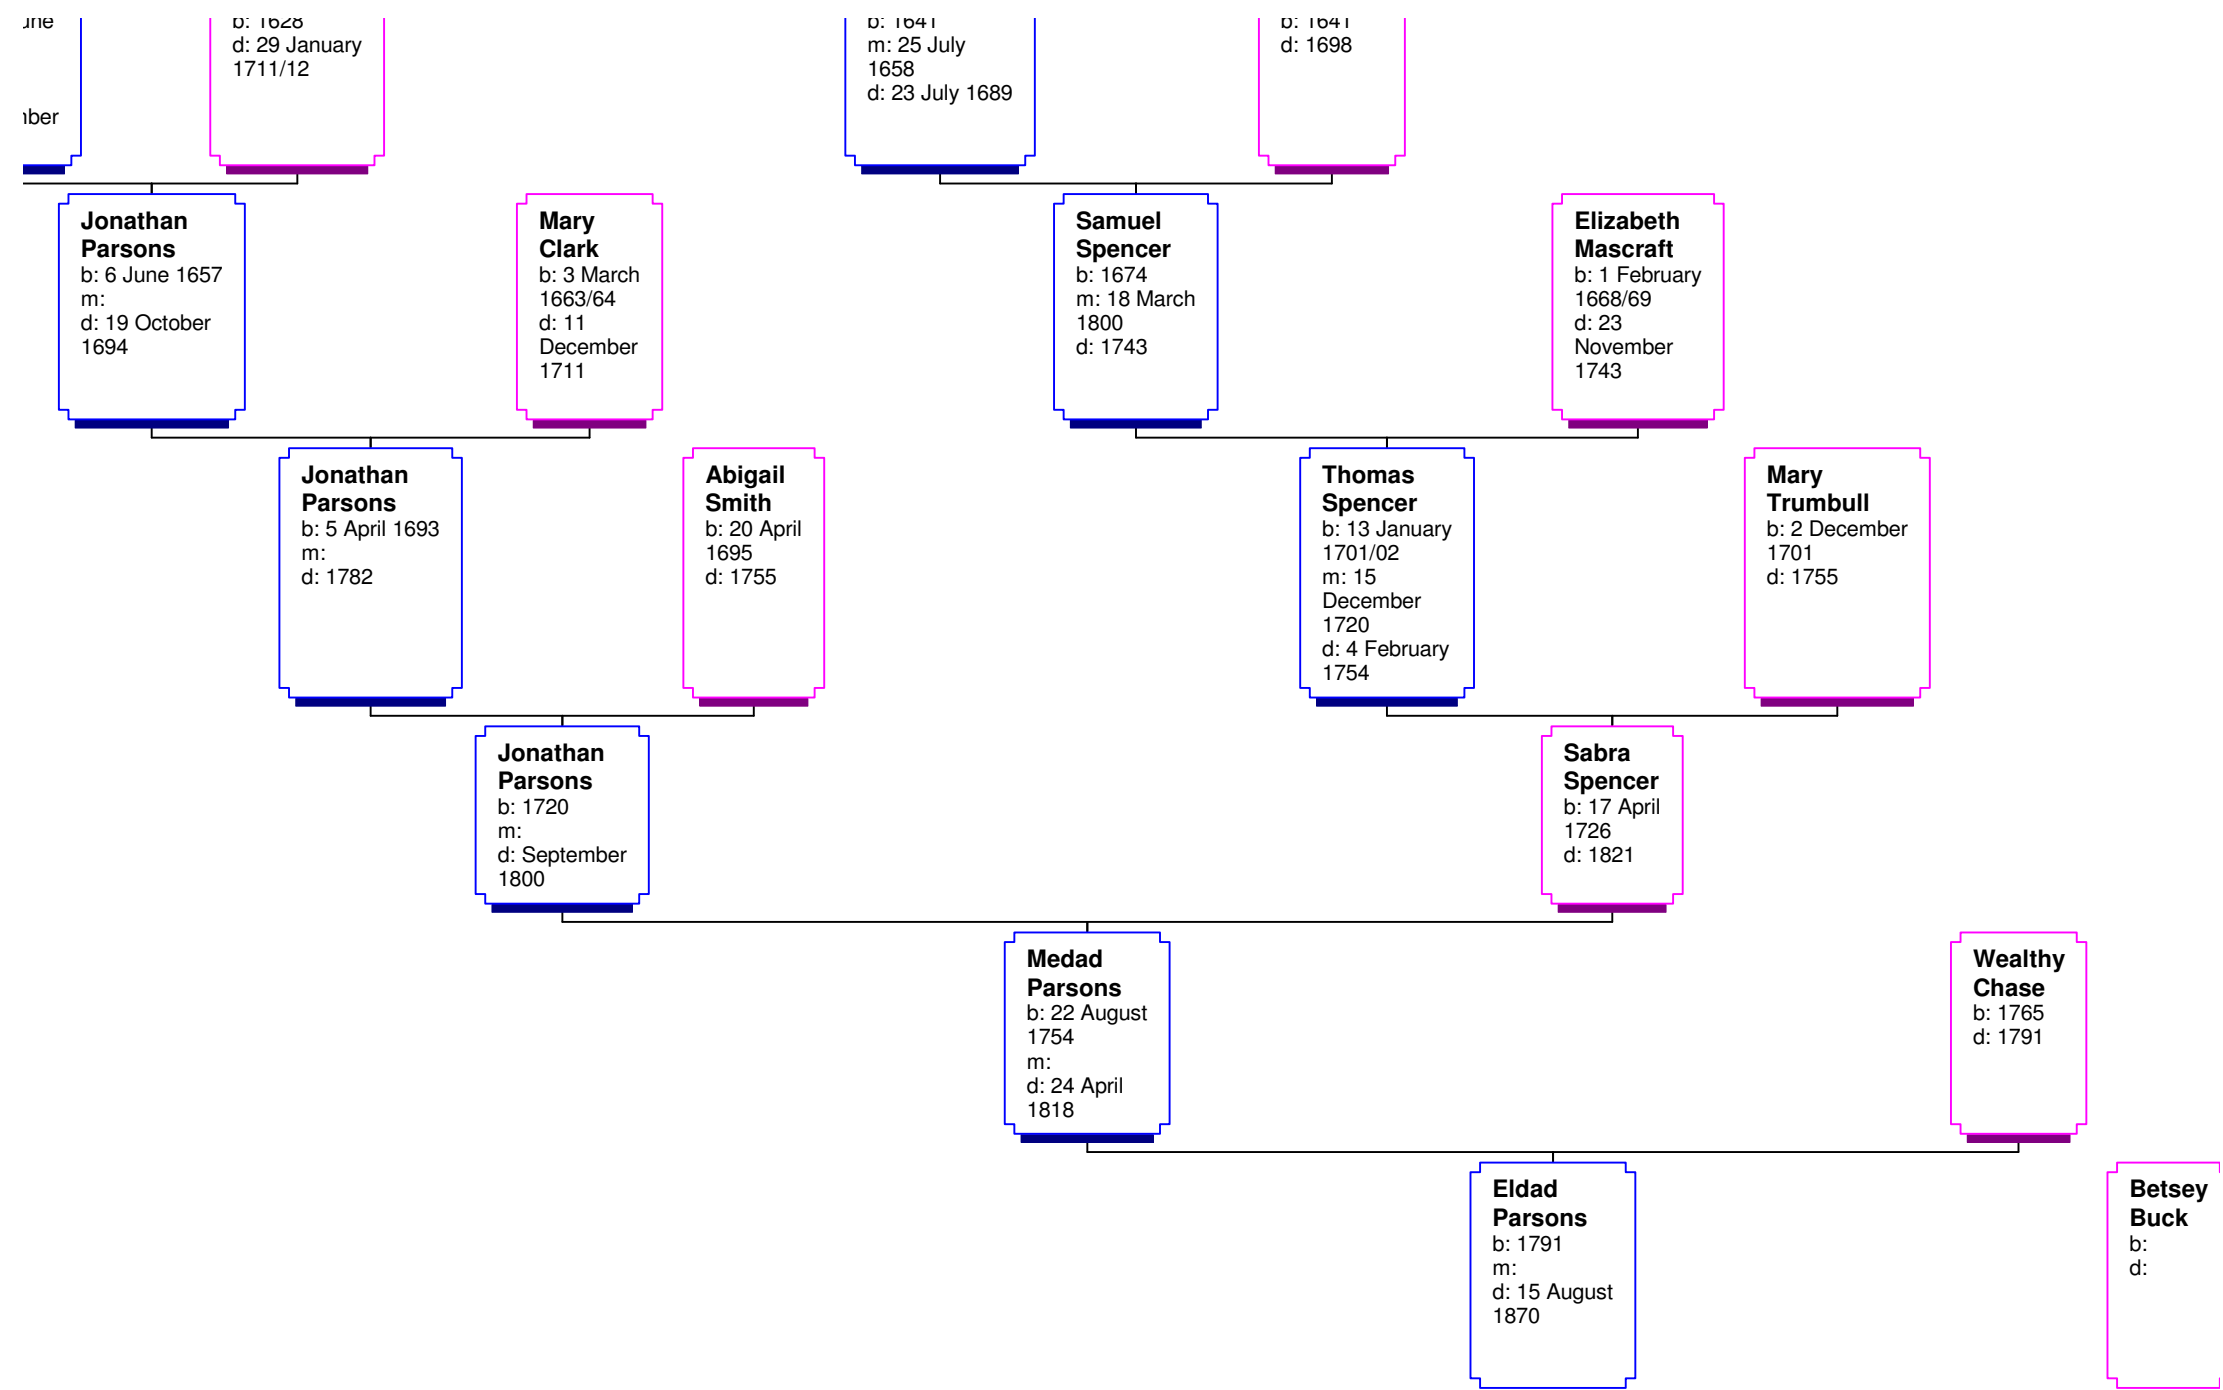 b: 1628
d: 29 January
1711/12
b: 1641
m: 25 July
1658
d: 23 July 1689
b: 1641
d: 1698
Jonathan
Parsons
b: 6 June 1657
m:
d: 19 October
1694
Mary
Clark
b: 3 March
1663/64
d: 11
December
1711
Samuel
Spencer
b: 1674
m: 18 March
1800
d: 1743
Elizabeth
Mascraft
b: 1 February
1668/69
d: 23
November
1743
Jonathan
Parsons
b: 5 April 1693
m:
d: 1782
Abigail
Smith
b: 20 April
1695
d: 1755
Thomas
Spencer
b: 13 January
1701/02
m: 15
December
1720
d: 4 February
1754
Mary
Trumbull
b: 2 December
1701
d: 1755
Jonathan
Parsons
b: 1720
m:
d: September
1800
Sabra
Spencer
b: 17 April
1726
d: 1821
Medad
Parsons
b: 22 August
1754
m:
d: 24 April
1818
Wealthy
Chase
b: 1765
d: 1791
Eldad
Parsons
b: 1791
m:
d: 15 August
1870
Betsey
Buck
b:
d: